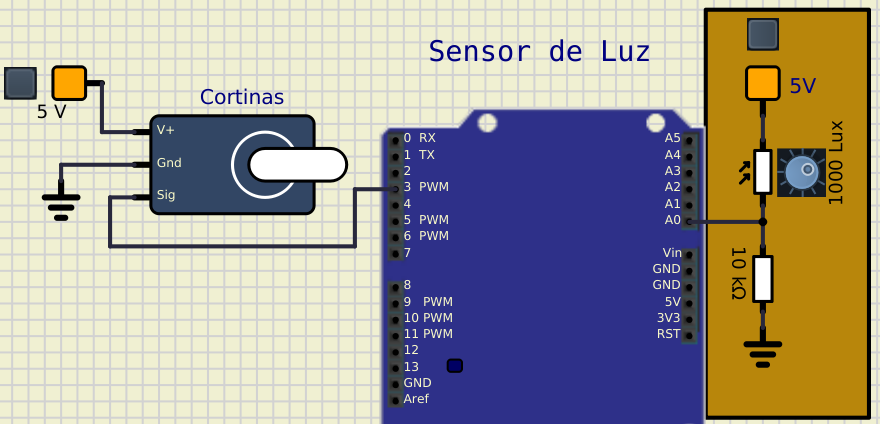 Sensor de Luz
5 V
Cortinas
V+
Gnd
Sig
0 RX
1 TX
2
3 PWM
4
5 PWM
6 PWM
7
8
9 PWM
10 PWM
11 PWM
12
13
GND
Aref
A5
A4
A3
A2
A1
A0
Vin
GND
GND
5V
3V3
RST
5V
1000 Lux
10 kΩ